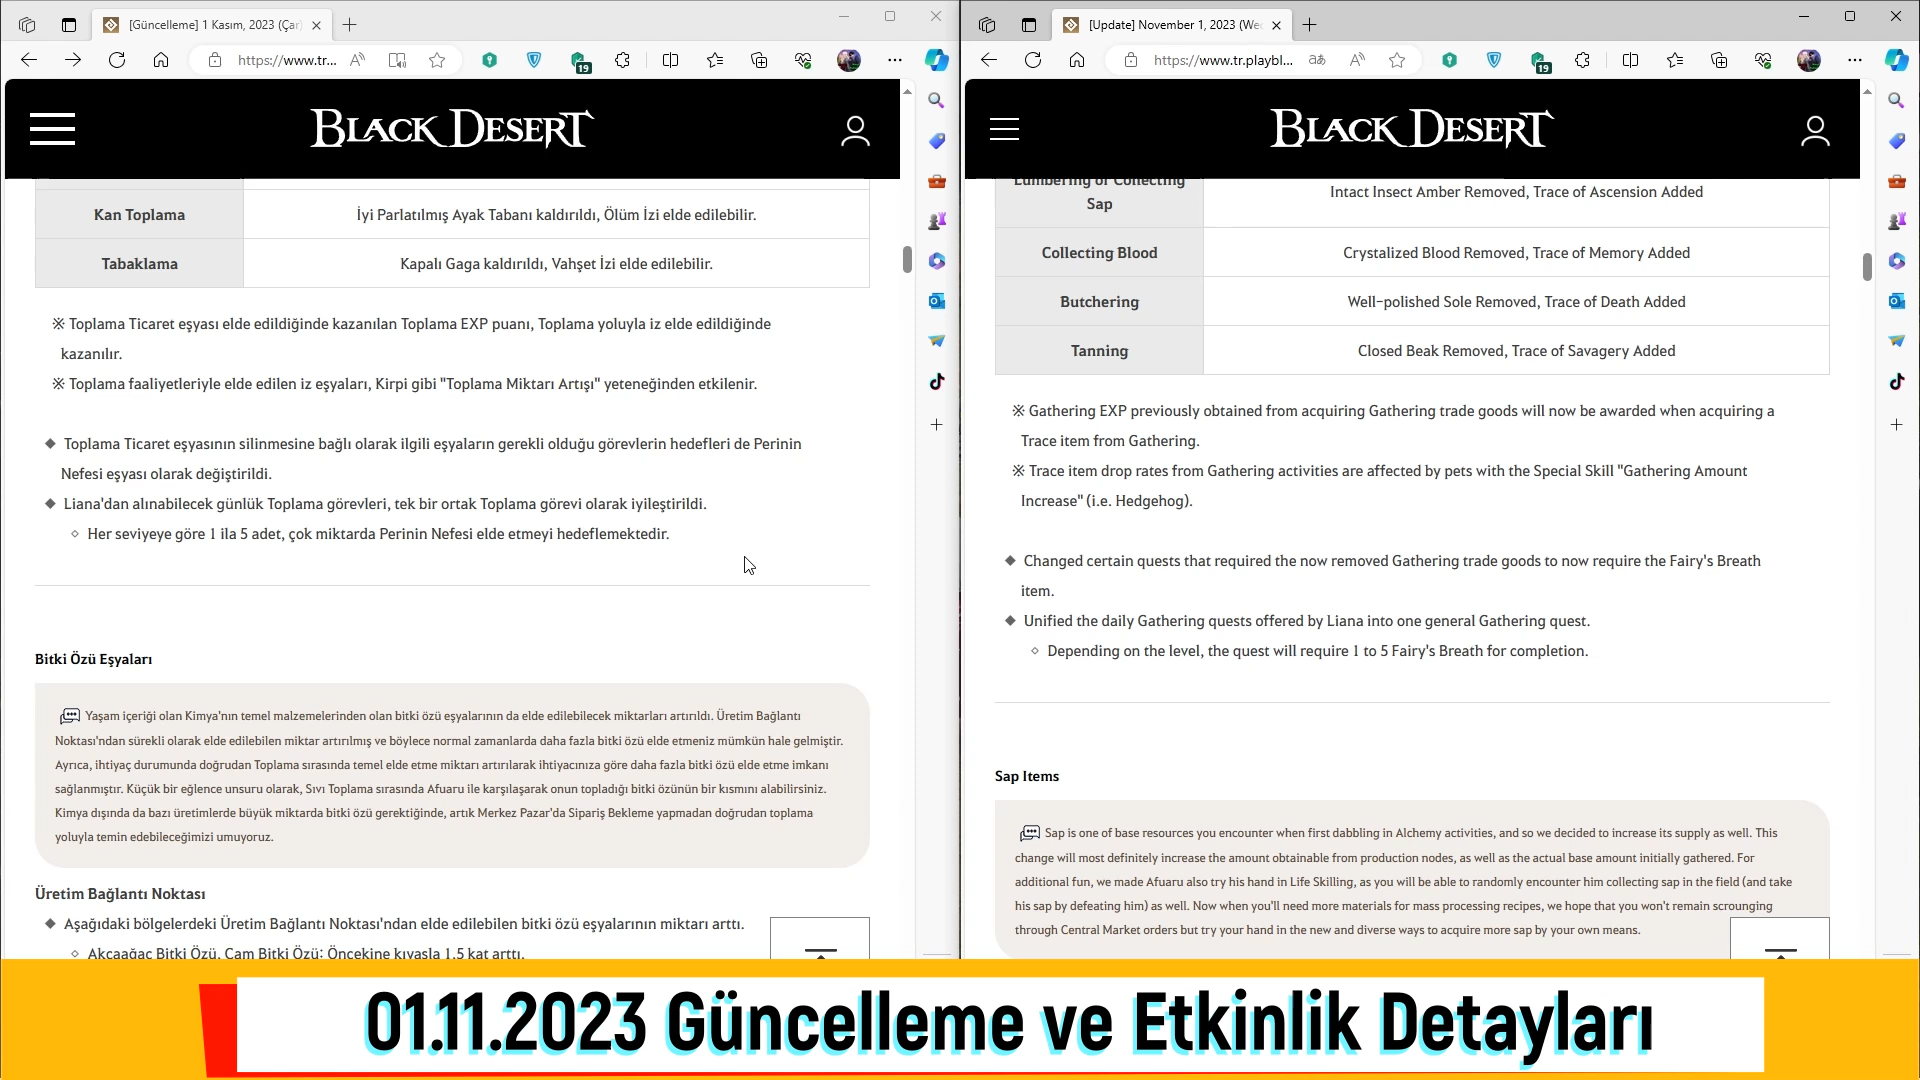 [Güncelleme] 1 Kasım, 2023 (Çar
https://www.tr...
19
BLACK DESERT
Kan Toplama
İyi Parlatılmış Ayak Tabanı kaldırıldı, Ölüm İzi elde edilebilir.
Tabaklama
Kapalı Gaga kaldırıldı, Vahşet İzi elde edilebilir.
※ Toplama Ticaret eşyası elde edildiğinde kazanılan Toplama EXP puanı, Toplama yoluyla iz elde edildiğinde
kazanılır.
※ Toplama faaliyetleriyle elde edilen iz eşyaları, Kirpi gibi "Toplama Miktarı Artışı" yeteneğinden etkilenir.
◆ Toplama Ticaret eşyasının silinmesine bağlı olarak ilgili eşyaların gerekli olduğu görevlerin hedefleri de Perinin
Nefesi eşyası olarak değiştirildi.
◆ Liana'dan alınabilecek günlük Toplama görevleri, tek bir ortak Toplama görevi olarak iyileştirildi.
◇ Her seviyeye göre 1 ila 5 adet, çok miktarda Perinin Nefesi elde etmeyi hedeflemektedir.
Bitki Özü Eşyaları
Yaşam içeriği olan Kimya'nın temel malzemelerinden olan bitki özü eşyalarının da elde edilebilecek miktarları artırıldı. Üretim Bağlantı
Noktası'ndan sürekli olarak elde edilebilen miktar artırılmış ve böylece normal zamanlarda daha fazla bitki özü elde etmeniz mümkün hale gelmiştir.
Ayrıca, ihtiyaç durumunda doğrudan Toplama sırasında temel elde etme miktarı artırılarak ihtiyacınıza göre daha fazla bitki özü elde etme imkanı
sağlanmıştır. Küçük bir eğlence unsuru olarak, Sıvı Toplama sırasında Afuaru ile karşılaşarak onun topladığı bitki özünün bir kısmını alabilirsiniz.
Kimya dışında da bazı üretimlerde büyük miktarda bitki özü gerektiğinde, artık Merkez Pazar'da Sipariş Bekleme yapmadan doğrudan toplama
yoluyla temin edebileceğimizi umuyoruz.
Üretim Bağlantı Noktası
◆ Aşağıdaki bölgelerdeki Üretim Bağlantı Noktası'ndan elde edilebilen bitki özü eşyalarının miktarı arttı.
◇ Akçaağaç Bitki Özü, Çam Bitki Özü: Öncekine kıyasla 1,5 kat arttı.
[Update] November 1, 2023 (We
https://www.tr.playbl...
aあ
19
BLACK DESERT
Lumbering or Collecting
Sap
Intact Insect Amber Removed, Trace of Ascension Added
Collecting Blood
Crystalized Blood Removed, Trace of Memory Added
Butchering
Well-polished Sole Removed, Trace of Death Added
Tanning
Closed Beak Removed, Trace of Savagery Added
※ Gathering EXP previously obtained from acquiring Gathering trade goods will now be awarded when acquiring a
Trace item from Gathering.
※ Trace item drop rates from Gathering activities are affected by pets with the Special Skill "Gathering Amount
Increase" (i.e. Hedgehog).
◆ Changed certain quests that required the now removed Gathering trade goods to now require the Fairy's Breath
item.
◆ Unified the daily Gathering quests offered by Liana into one general Gathering quest.
◇ Depending on the level, the quest will require 1 to 5 Fairy's Breath for completion.
Sap Items
Sap is one of base resources you encounter when first dabbling in Alchemy activities, and so we decided to increase its supply as well. This
change will most definitely increase the amount obtainable from production nodes, as well as the actual base amount initially gathered. For
additional fun, we made Afuaru also try his hand in Life Skilling, as you will be able to randomly encounter him collecting sap in the field (and take
his sap by defeating him) as well. Now when you'll need more materials for mass processing recipes, we hope that you won't remain scrounging
through Central Market orders but try your hand in the new and diverse ways to acquire more sap by your own means.
01.11.2023 Güncelleme ve Etkinlik Detayları